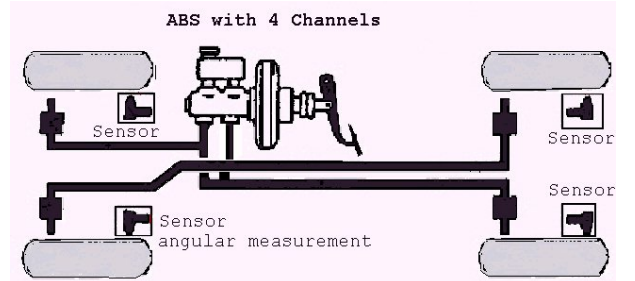 ABS with 4 Channels
Sensor
Sensor
Sensor
Sensor
angular measurement